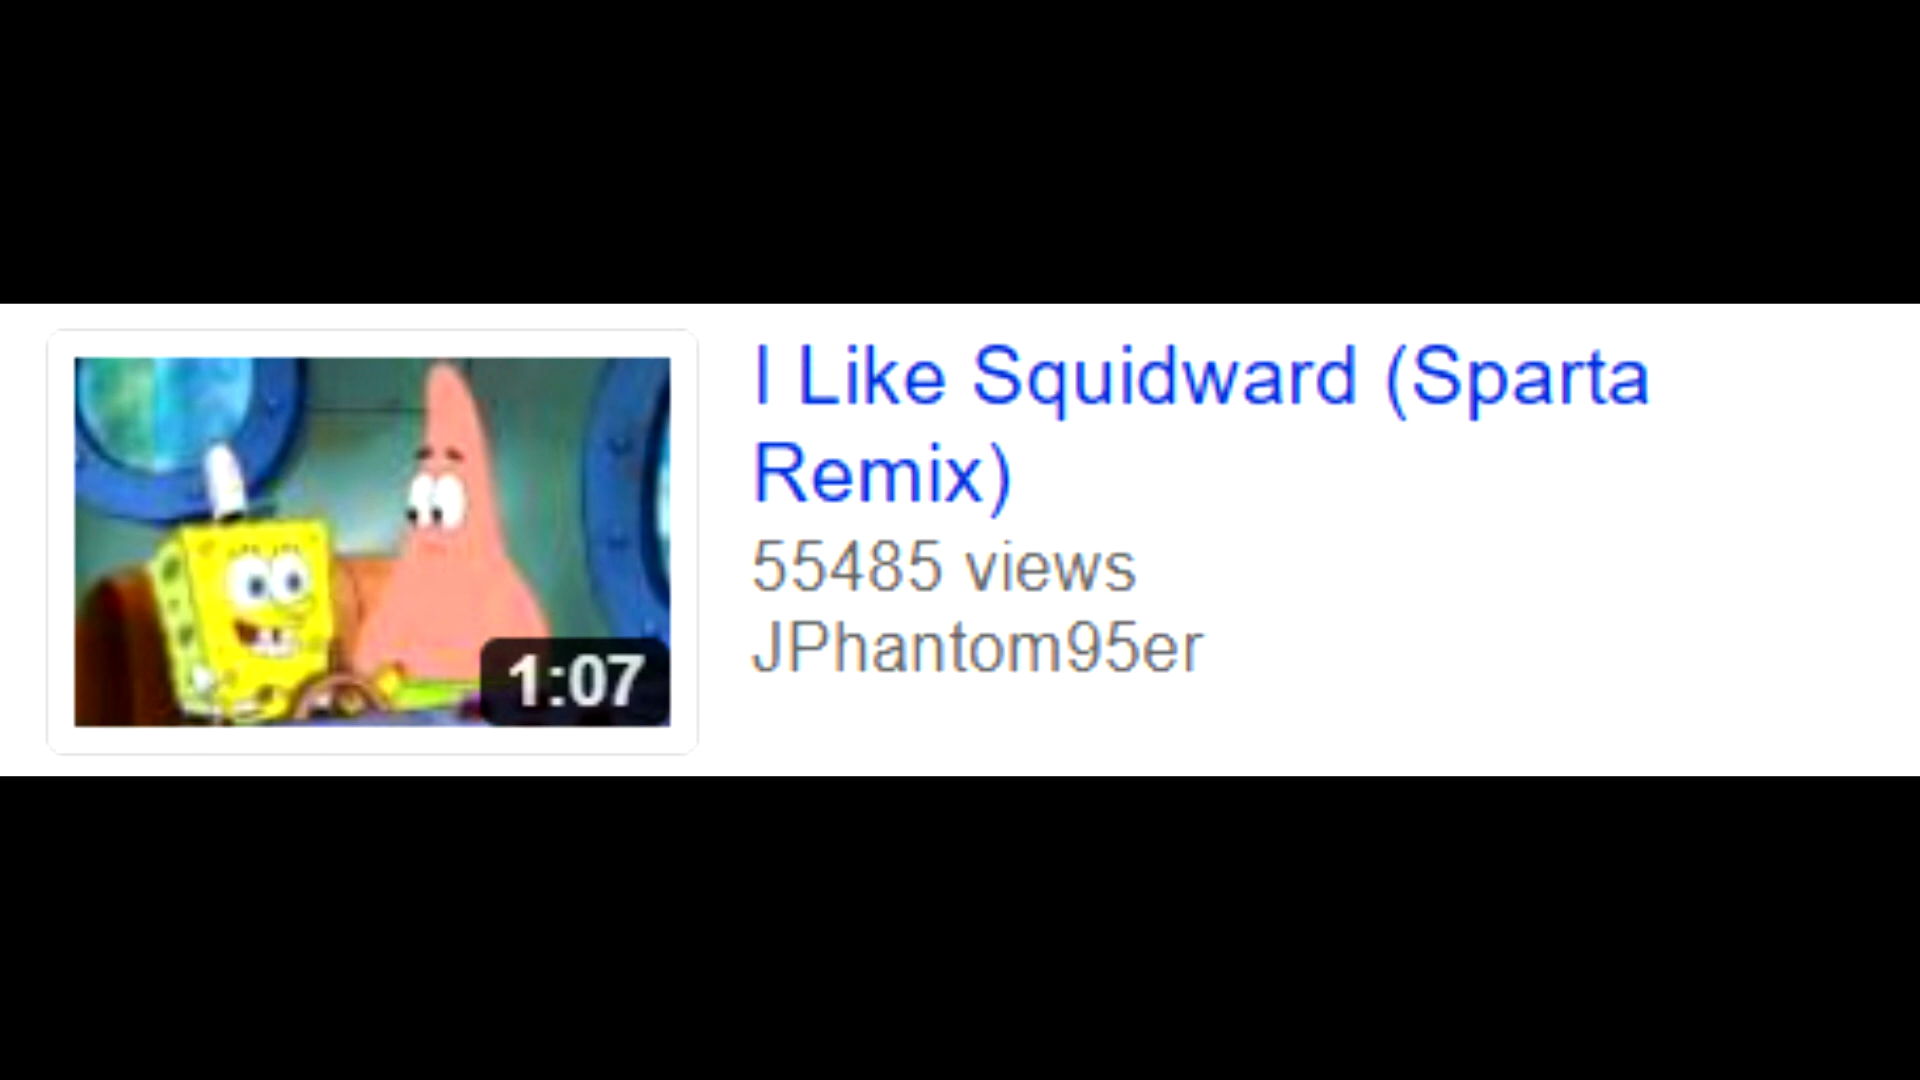 1:07
I Like Squidward (Sparta
Remix)
55485 views
JPhantom95er